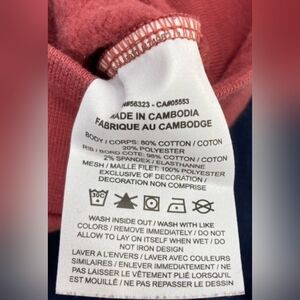 #56323 - CA#05553
MADE IN CAMBODIA
FABRIQUE AU CAMBODGE
BODY / CORPS: 80% COTTON / COTON
20% POLYESTER
RIB / BORD COTE: 98% COTTON / COTON
2% SPANDEX / ELASTHANNE
MESH / MAILLE FILET: 100% POLYESTER
EXCLUSIVE OF DECORATION /
DECORATION NON COMPRISE
WASH INSIDE OUT / WASH WITH LIKE
COLORS / REMOVE IMMEDIATELY / DO NOT
ALLOW TO LAY ON ITSELF WHEN WET / DO
NOT IRON DESIGN
LAVER A L'ENVERS / LAVER AVEC COULEURS
SIMILAIRES / ENLEVER IMMEDIATEMENT / NE
PAS LAISSER LE VÊTEMENT PLIÉ LORSQU'IL
EST MOUILLÉ / NE PAS REPASSER LE DESSIN